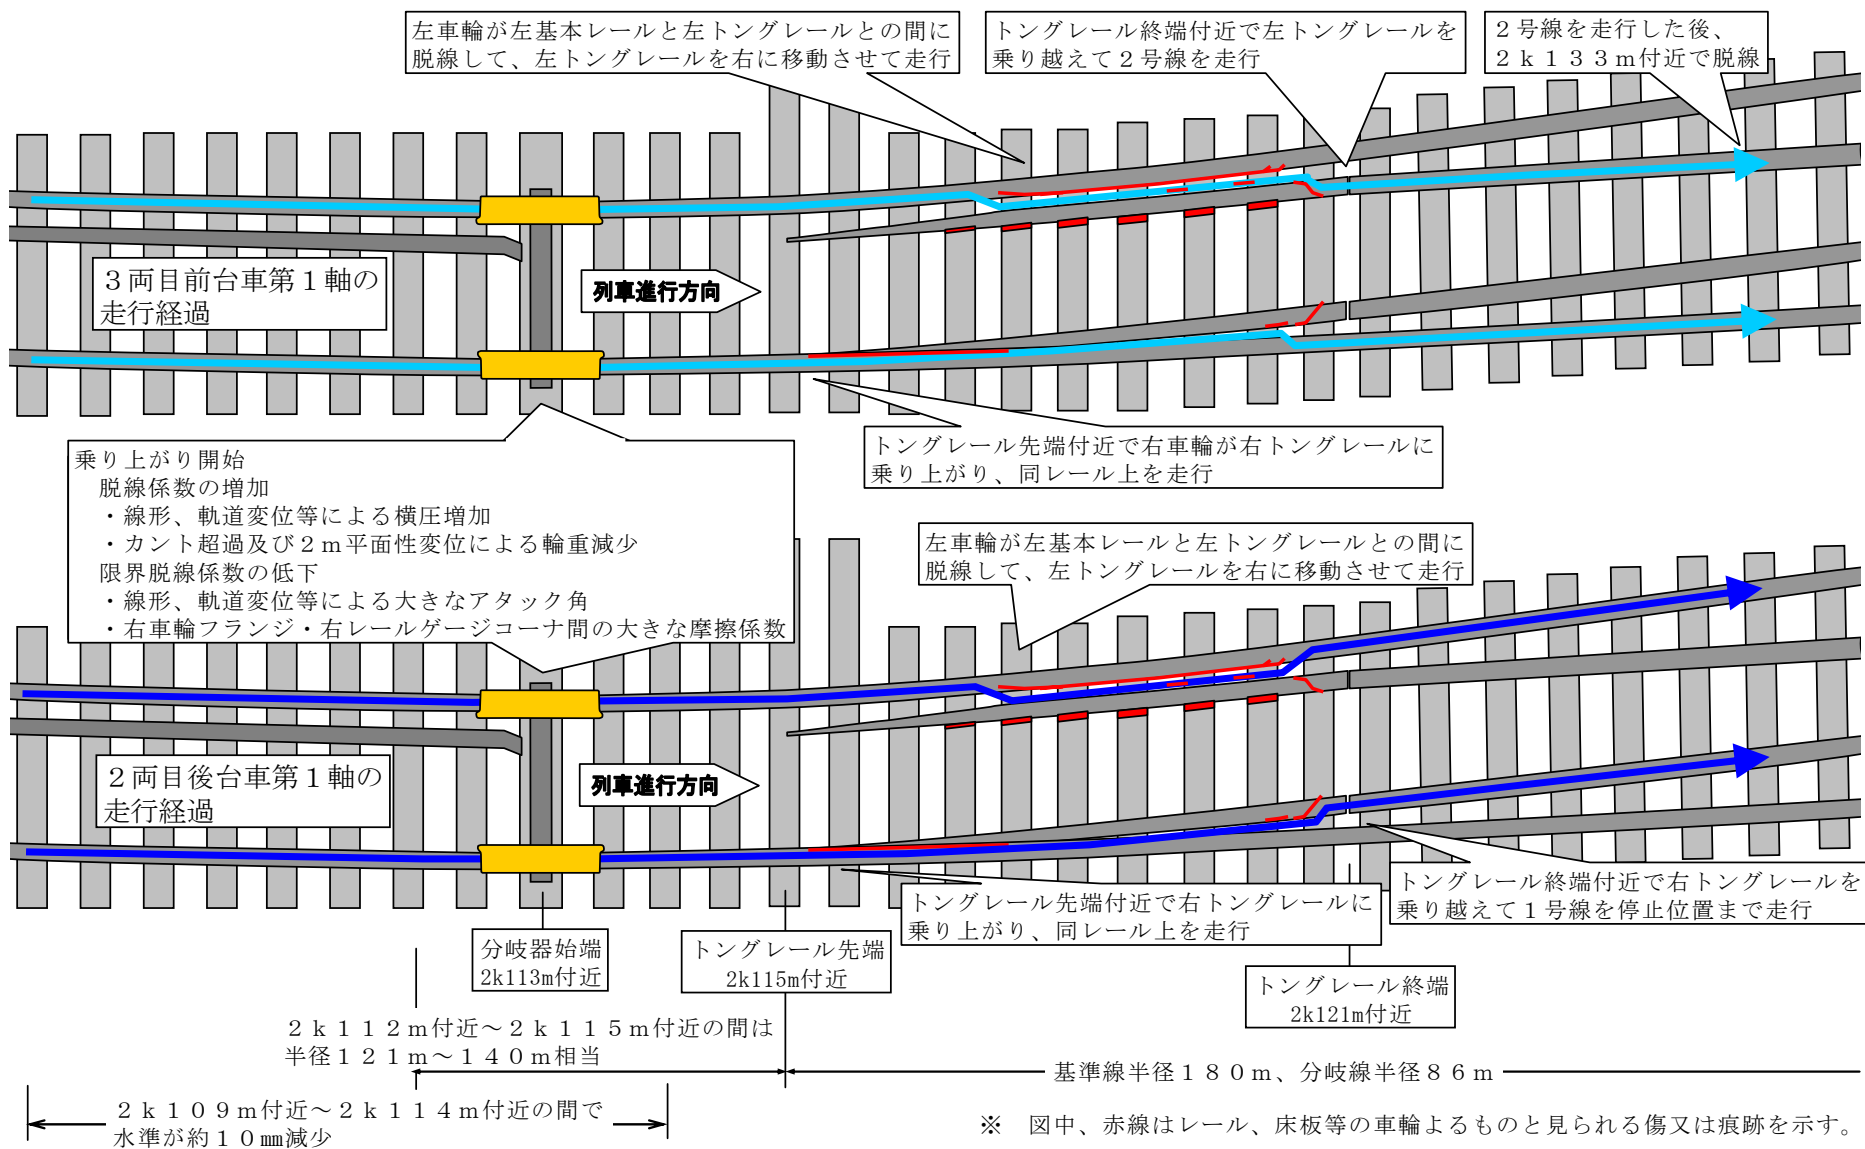 左車輪が左基本レールと左トングレールとの間に
脱線して、左トングレールを右に移動させて走行
トングレール終端付近で左トングレールを
乗り越えて２号線を走行
２号線を走行した後、
２ｋ１３３ｍ付近で脱線
３両目前台車第１軸の
走行経過
列車進行方向
トングレール先端付近で右車輪が右トングレールに
乗り上がり、同レール上を走行
乗り上がり開始
脱線係数の増加
・線形、軌道変位等による横圧増加
・カント超過及び２ｍ平面性変位による輪重減少
限界脱線係数の低下
・線形、軌道変位等による大きなアタック角
・右車輪フランジ・右レールゲージコーナ間の大きな摩擦係数
左車輪が左基本レールと左トングレールとの間に
脱線して、左トングレールを右に移動させて走行
２両目後台車第１軸の
走行経過
列車進行方向
トングレール先端付近で右トングレールに
乗り上がり、同レール上を走行
トングレール終端付近で右トングレールを
乗り越えて１号線を停止位置まで走行
分岐器始端
2k113m付近
トングレール先端
2k115m付近
トングレール終端
2k121m付近
２ｋ１１２ｍ付近～２ｋ１１５ｍ付近の間は
半径１２１ｍ～１４０ｍ相当
基準線半径１８０ｍ、分岐線半径８６ｍ
２ｋ１０９ｍ付近～２ｋ１１４ｍ付近の間で
水準が約１０㎜減少
※　図中、赤線はレール、床板等の車輪よるものと見られる傷又は痕跡を示す。